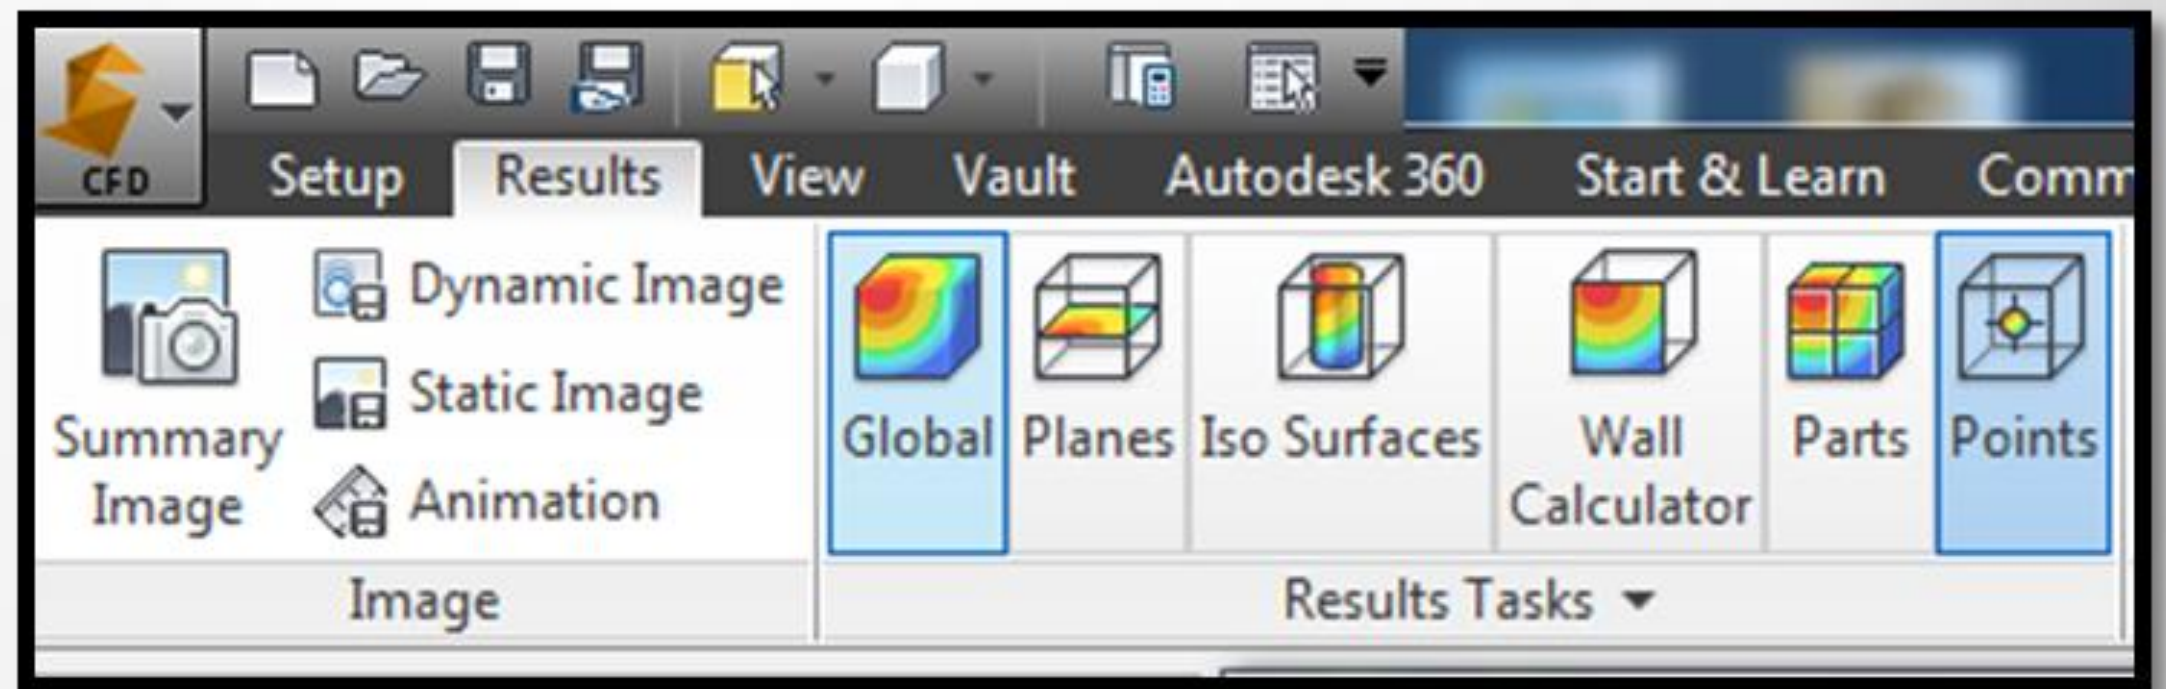 CFD
Setup Results View Vault Autodesk 360 Start & Learn Comm
Summary
Image
Dynamic Image
Static Image
Animation
Image
Global Planes Iso Surfaces Wall
Calculator Parts Points
Results Tasks